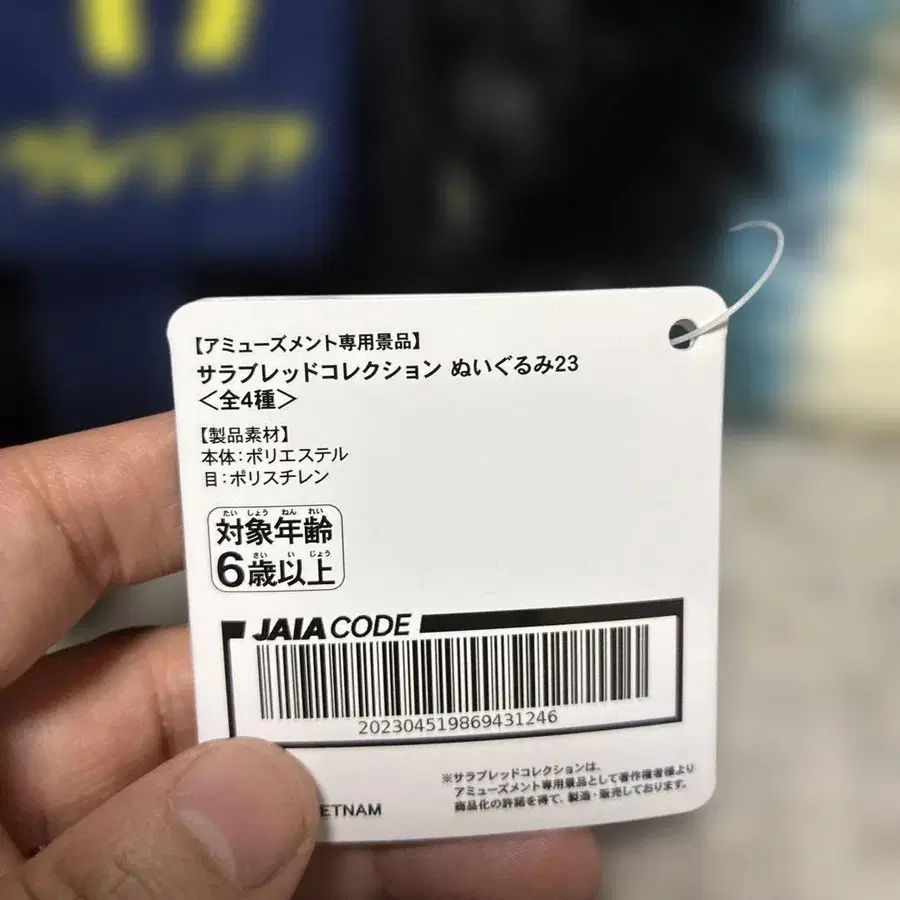 【アミューズメント専用景品】
サラブレッドコレクション ぬいぐるみ23
＜全4種＞
【製品素材】
本体：ポリエステル
目：ポリスチレン
たい しょう ねん れい
対象年齢
さい い じょう
6歳以上
JAIA CODE
202304519869431246
※サラブレッドコレクションは、
アミューズメント専用景品として著作権者様より
商品化の許諾を得て、製造・販売しております。
ETNAM